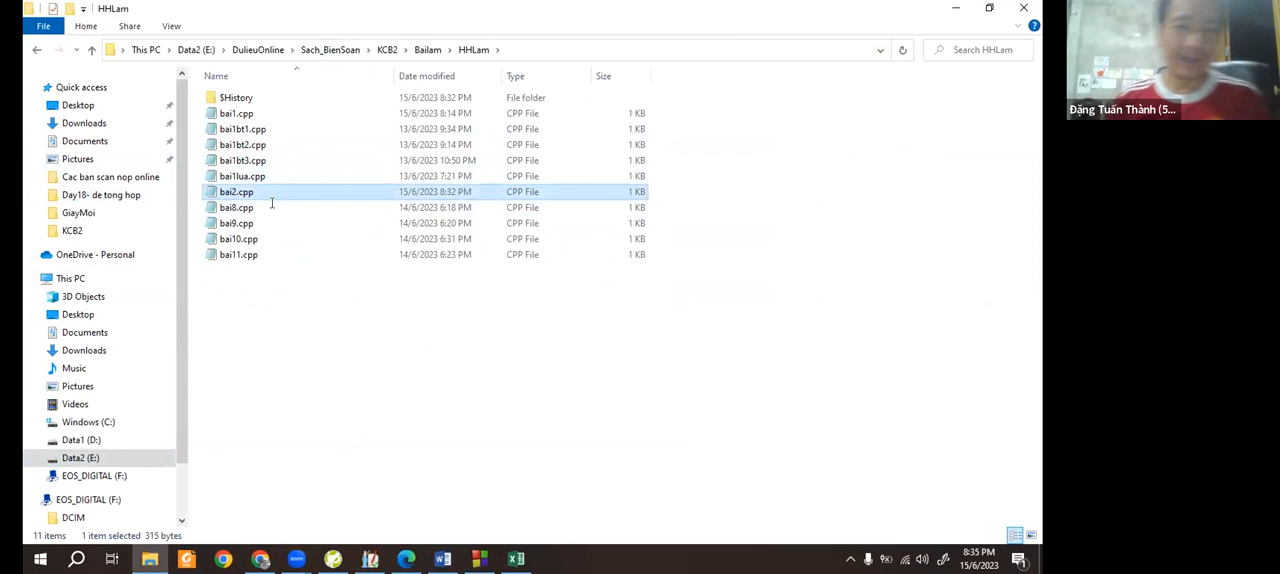 HHLam
File
Home
Share
View
This PC
Data2 (E:)
DulieuOnline
Sach_BienSoan
KCB2
Bailam
HHLam
Search HHLam
Name
Date modified
Type
Size
Quick access
Desktop
Downloads
Documents
Pictures
Cac ban scan nop online
Day18- de tong hop
GiayMoi
KCB2
OneDrive - Personal
This PC
3D Objects
Desktop
Documents
Downloads
Music
Pictures
Videos
Windows (C:)
Data1 (D:)
Data2 (E:)
EOS_DIGITAL (F:)
EOS_DIGITAL (F:)
DCIM
$History 15/6/2023 8:32 PM File folder
bai1.cpp 15/6/2023 8:14 PM CPP File 1 KB
bai1bt1.cpp 13/6/2023 9:34 PM CPP File 1 KB
bai1bt2.cpp 13/6/2023 9:14 PM CPP File 1 KB
bai1bt3.cpp 13/6/2023 10:50 PM CPP File 1 KB
bai1lua.cpp 13/6/2023 7:21 PM CPP File 1 KB
bai2.cpp 15/6/2023 8:32 PM CPP File 1 KB
bai8.cpp 14/6/2023 6:18 PM CPP File 1 KB
bai9.cpp 14/6/2023 6:20 PM CPP File 1 KB
bai10.cpp 14/6/2023 6:31 PM CPP File 1 KB
bai11.cpp 14/6/2023 6:23 PM CPP File 1 KB
11 items 1 item selected 315 bytes
Đặng Tuấn Thành (5...
8:35 PM
15/6/2023